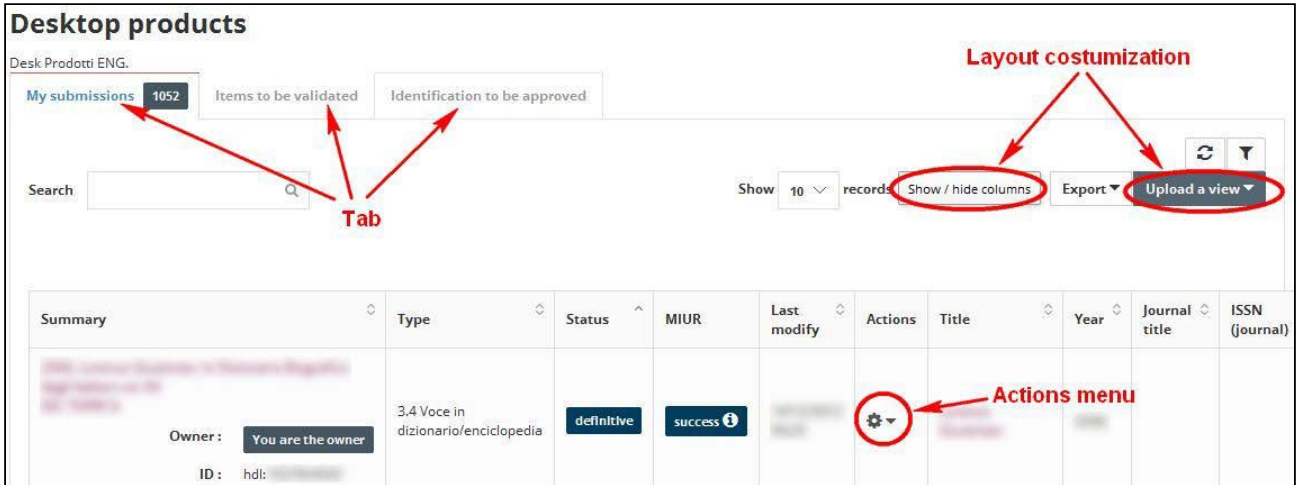 Desktop products
Desk Prodotti ENG.
Layout costumization
My submissions 1052 Items to be validated Identification to be approved
Search Show 10 records Show / hide columns Export Upload a view
Tab
Summary Type Status MIUR Last modify Actions Title Year Journal title ISSN (journal)
Actions menu
3.4 Voce in
dizionario/enciclopedia definitive success
Owner : You are the owner
ID : hdl: